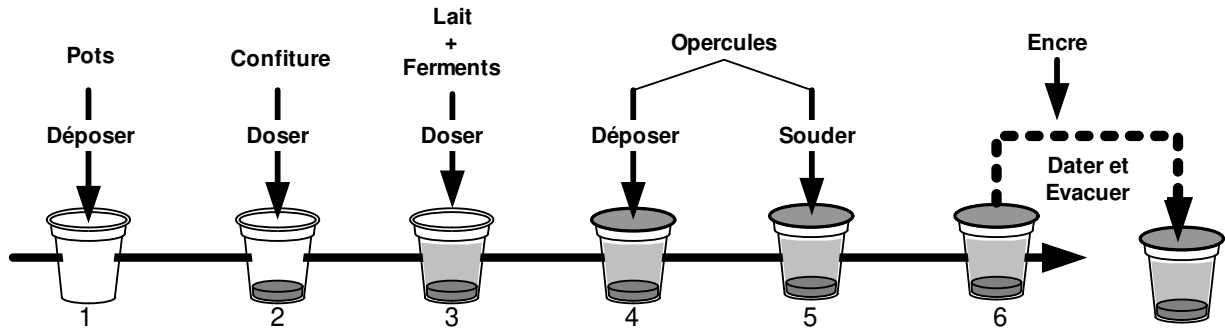 Pots
Confiture
Lait
+
Ferments
Opercules
Encre
Déposer
Doser
Doser
Déposer
Souder
Dater et
Evacuer
1
2
3
4
5
6